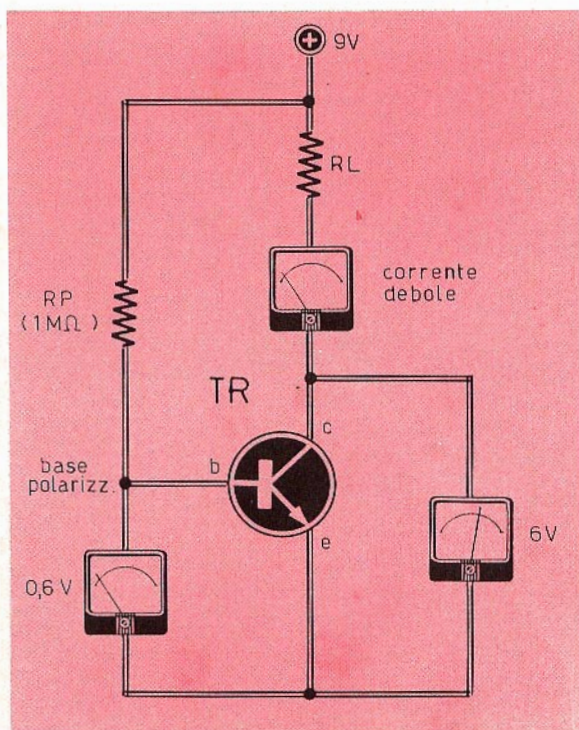 + 9V
RL
RP
(1MΩ)
corrente
debole
TR
c
base
polarizz.
b
e
6V
0,6 V